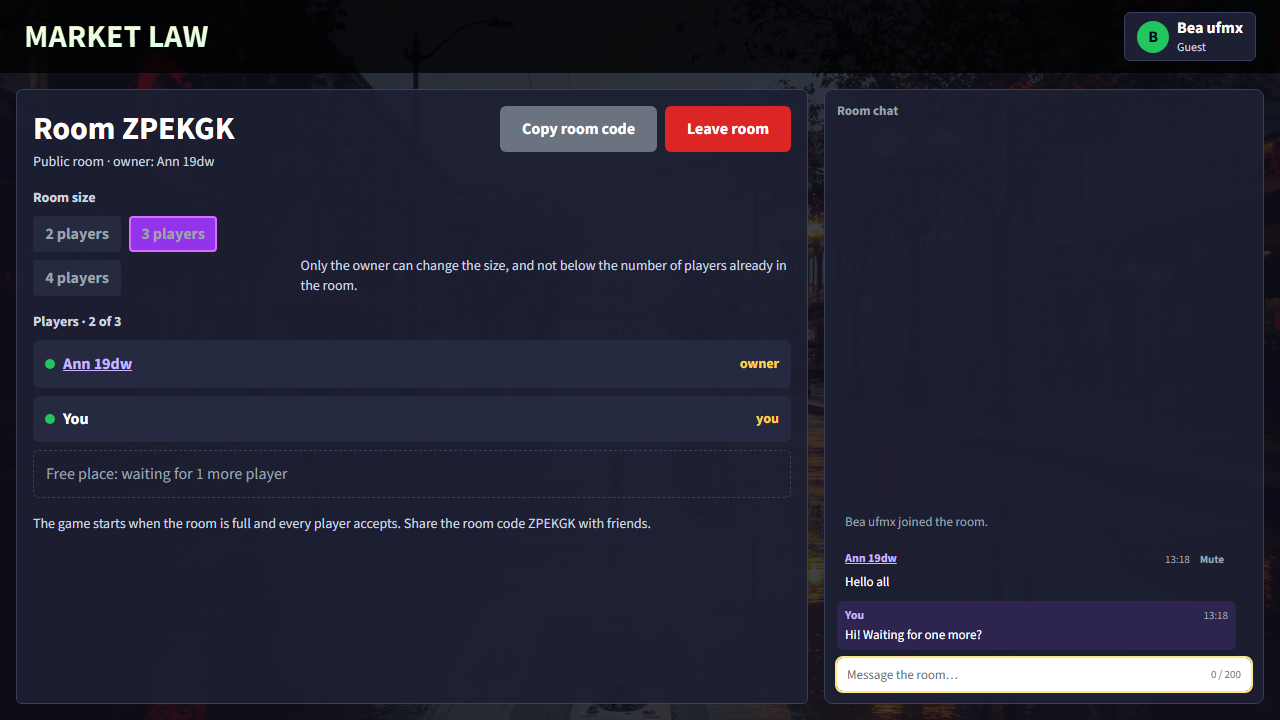 MARKET LAW
B
Bea ufmx
Guest
Room ZPEKGK
Copy room code
Leave room
Public room · owner: Ann 19dw
Room size
2 players
3 players
4 players
Only the owner can change the size, and not below the number of players already in
the room.
Players · 2 of 3
Ann 19dw
owner
You
you
Free place: waiting for 1 more player
The game starts when the room is full and every player accepts. Share the room code ZPEKGK with friends.
Room chat
Bea ufmx joined the room.
Ann 19dw
13:18
Mute
Hello all
You
13:18
Hi! Waiting for one more?
Message the room…
0 / 200